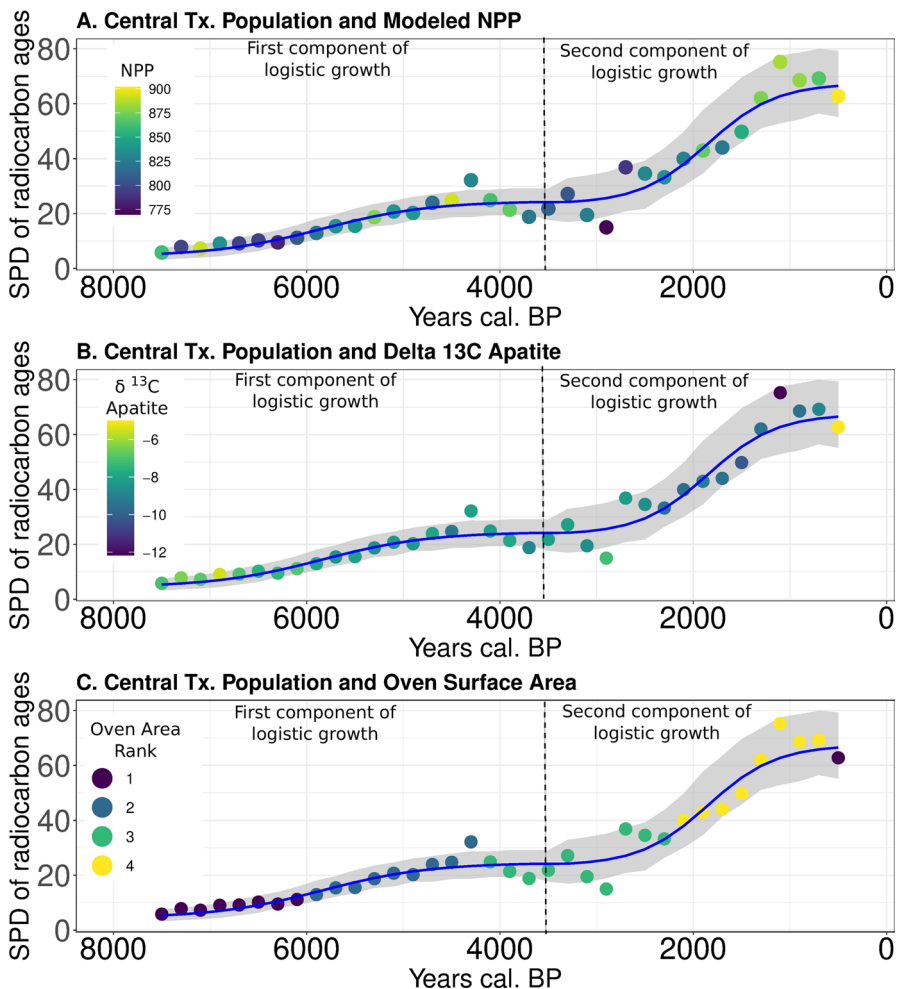 A. Central Tx. Population and Modeled NPP
SPD of radiocarbon ages
80
60
40
20
0
First component of
logistic growth
Second component of
logistic growth
NPP
900
875
850
825
800
775
8000
6000
4000
2000
0
Years cal. BP
B. Central Tx. Population and Delta 13C Apatite
SPD of radiocarbon ages
80
60
40
20
0
First component of
logistic growth
Second component of
logistic growth
δ ¹³C
Apatite
−6
−8
−10
−12
8000
6000
4000
2000
0
Years cal. BP
C. Central Tx. Population and Oven Surface Area
SPD of radiocarbon ages
80
60
40
20
0
First component of
logistic growth
Second component of
logistic growth
Oven Area
Rank
1
2
3
4
8000
6000
4000
2000
0
Years cal. BP